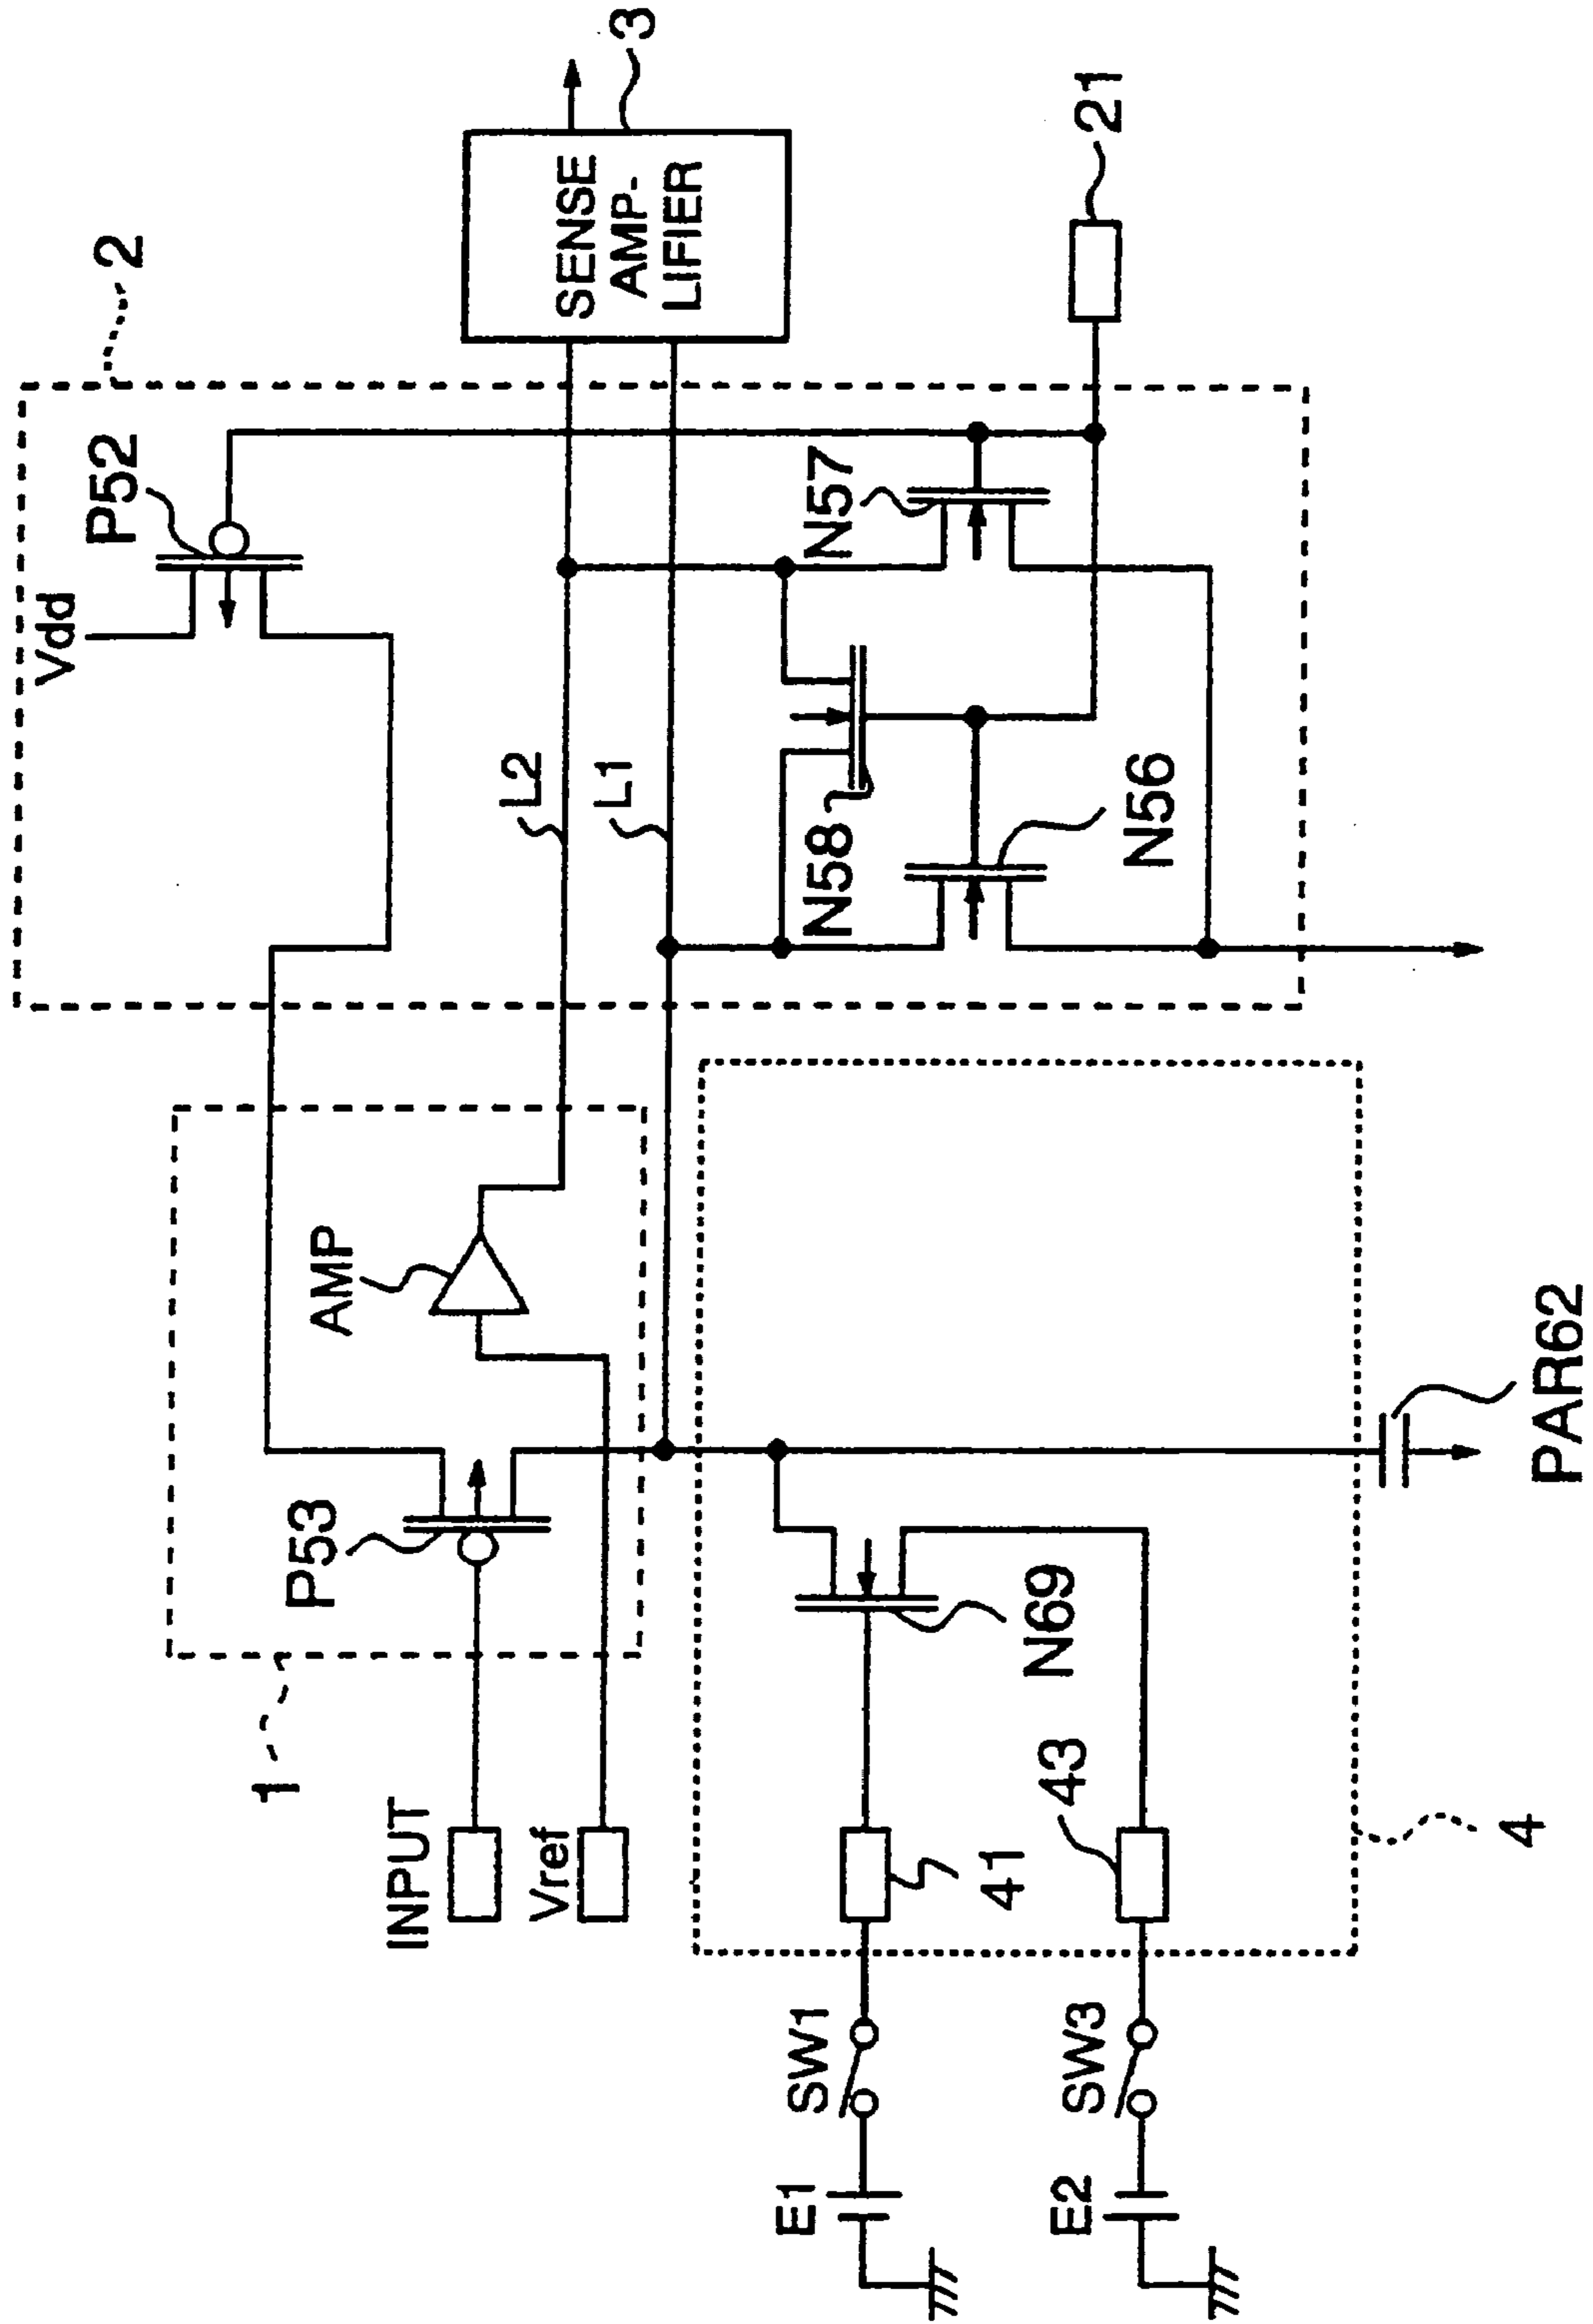 2
3
Vdd
P52
SENSE
AMP-
LIFIER
21
L2
L1
N57
N58
N56
1
AMP
P53
INPUT
Vref
N69
41
43
4
PAR62
SW1
SW3
E1
E2